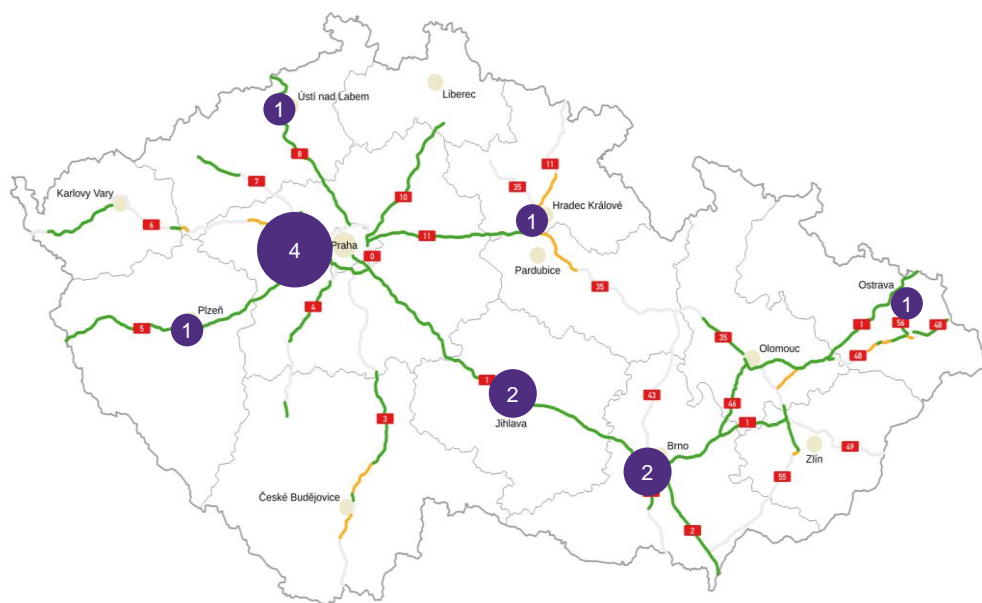 Ústí nad Labem
1
Liberec
8
7
11
35
10
Karlovy Vary
6
Hradec Králové
1
11
4
Praha
0
Pardubice
35
Ostrava
1
56
48
1
4
Plzeň
5
1
35
Olomouc
48
1
2
43
46
3
Jihlava
1
Brno
49
Zlín
2
55
České Budějovice
2